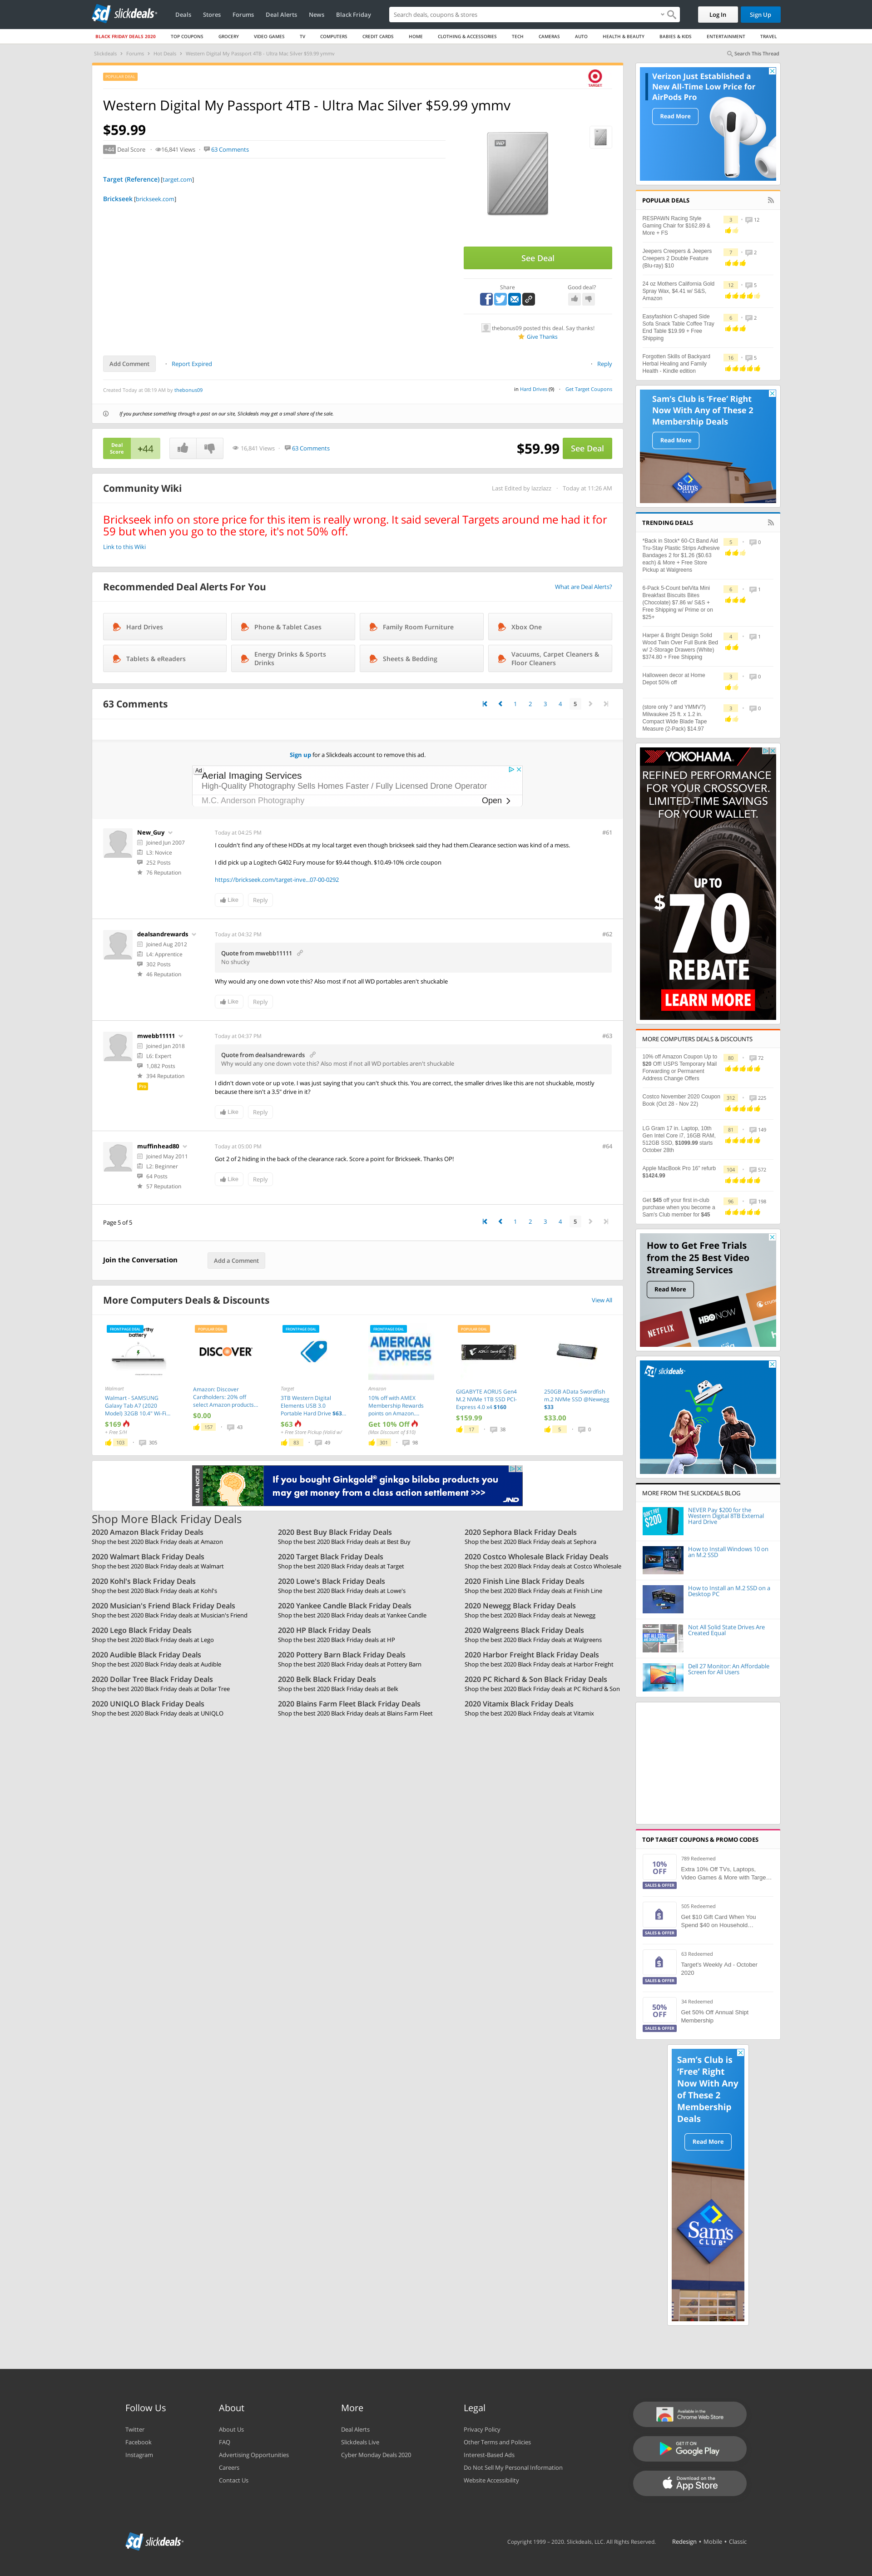 slickdeals
Deals Stores Forums Deal Alerts News Black Friday
Search deals, coupons & stores
Log In Sign Up
BLACK FRIDAY DEALS 2020 TOP COUPONS GROCERY VIDEO GAMES TV COMPUTERS CREDIT CARDS HOME CLOTHING & ACCESSORIES TECH CAMERAS AUTO HEALTH & BEAUTY BABIES & KIDS ENTERTAINMENT TRAVEL
Slickdeals Forums Hot Deals Western Digital My Passport 4TB - Ultra Mac Silver $59.99 ymmv
Search This Thread
POPULAR DEAL
TARGET
Western Digital My Passport 4TB - Ultra Mac Silver $59.99 ymmv
$59.99
+44 Deal Score 16,841 Views 63 Comments
Target (Reference) [target.com]
Brickseek [brickseek.com]
See Deal
Share Good deal?
thebonus09 posted this deal. Say thanks!
Give Thanks
Add Comment Report Expired Reply
Created Today at 08:19 AM by thebonus09
in Hard Drives (9) Get Target Coupons
If you purchase something through a post on our site, Slickdeals may get a small share of the sale.
Deal Score +44 16,841 Views 63 Comments $59.99 See Deal
Community Wiki
Last Edited by lazzlazz Today at 11:26 AM
Brickseek info on store price for this item is really wrong. It said several Targets around me had it for
59 but when you go to the store, it's not 50% off.
Link to this Wiki
Recommended Deal Alerts For You
What are Deal Alerts?
Hard Drives Phone & Tablet Cases Family Room Furniture Xbox One
Tablets & eReaders Energy Drinks & Sports Drinks Sheets & Bedding Vacuums, Carpet Cleaners & Floor Cleaners
63 Comments
1 2 3 4 5
Sign up for a Slickdeals account to remove this ad.
Ad
Aerial Imaging Services
High-Quality Photography Sells Homes Faster / Fully Licensed Drone Operator
M.C. Anderson Photography Open
New_Guy
Joined Jun 2007
L3: Novice
252 Posts
76 Reputation
Today at 04:25 PM #61
I couldn't find any of these HDDs at my local target even though brickseek said they had them.Clearance section was kind of a mess.
I did pick up a Logitech G402 Fury mouse for $9.44 though. $10.49-10% circle coupon
https://brickseek.com/target-inve...07-00-0292
Like Reply
dealsandrewards
Joined Aug 2012
L4: Apprentice
302 Posts
46 Reputation
Today at 04:32 PM #62
Quote from mwebb11111
No shucky
Why would any one down vote this? Also most if not all WD portables aren't shuckable
Like Reply
mwebb11111
Joined Jan 2018
L6: Expert
1,082 Posts
394 Reputation
Pro
Today at 04:37 PM #63
Quote from dealsandrewards
Why would any one down vote this? Also most if not all WD portables aren't shuckable
I didn't down vote or up vote. I was just saying that you can't shuck this. You are correct, the smaller drives like this are not shuckable, mostly
because there isn't a 3.5" drive in it?
Like Reply
muffinhead80
Joined May 2011
L2: Beginner
64 Posts
57 Reputation
Today at 05:00 PM #64
Got 2 of 2 hiding in the back of the clearance rack. Score a point for Brickseek. Thanks OP!
Like Reply
Page 5 of 5
1 2 3 4 5
Join the Conversation Add a Comment
More Computers Deals & Discounts
View All
FRONTPAGE DEAL
Walmart
Walmart - SAMSUNG
Galaxy Tab A7 (2020
Model) 32GB 10.4" Wi-Fi...
$169
+ Free S/H
103 305
POPULAR DEAL
DISCOVER
Amazon: Discover
Cardholders: 20% off
select Amazon products...
$0.00
157 43
FRONTPAGE DEAL
Target
3TB Western Digital
Elements USB 3.0
Portable Hard Drive $63...
$63
+ Free Store Pickup
83 49
FRONTPAGE DEAL
AMERICAN EXPRESS
Amazon
10% off with AMEX
Membership Rewards
points on Amazon...
Get 10% Off
(Max Discount of $10)
301 98
POPULAR DEAL
GIGABYTE AORUS Gen4
M.2 NVMe 1TB SSD PCI-
Express 4.0 x4 $160
$159.99
17 38
250GB AData Swordfish
m.2 NVMe SSD @Newegg
$33
$33.00
5 0
LEGAL NOTICE
If you bought Ginkgold® ginkgo biloba products you
may get money from a class action settlement >>>
JND
Shop More Black Friday Deals
2020 Amazon Black Friday Deals
Shop the best 2020 Black Friday deals at Amazon
2020 Best Buy Black Friday Deals
Shop the best 2020 Black Friday deals at Best Buy
2020 Sephora Black Friday Deals
Shop the best 2020 Black Friday deals at Sephora
2020 Walmart Black Friday Deals
Shop the best 2020 Black Friday deals at Walmart
2020 Target Black Friday Deals
Shop the best 2020 Black Friday deals at Target
2020 Costco Wholesale Black Friday Deals
Shop the best 2020 Black Friday deals at Costco Wholesale
2020 Kohl's Black Friday Deals
Shop the best 2020 Black Friday deals at Kohl's
2020 Lowe's Black Friday Deals
Shop the best 2020 Black Friday deals at Lowe's
2020 Finish Line Black Friday Deals
Shop the best 2020 Black Friday deals at Finish Line
2020 Musician's Friend Black Friday Deals
Shop the best 2020 Black Friday deals at Musician's Friend
2020 Yankee Candle Black Friday Deals
Shop the best 2020 Black Friday deals at Yankee Candle
2020 Newegg Black Friday Deals
Shop the best 2020 Black Friday deals at Newegg
2020 Lego Black Friday Deals
Shop the best 2020 Black Friday deals at Lego
2020 HP Black Friday Deals
Shop the best 2020 Black Friday deals at HP
2020 Walgreens Black Friday Deals
Shop the best 2020 Black Friday deals at Walgreens
2020 Audible Black Friday Deals
Shop the best 2020 Black Friday deals at Audible
2020 Pottery Barn Black Friday Deals
Shop the best 2020 Black Friday deals at Pottery Barn
2020 Harbor Freight Black Friday Deals
Shop the best 2020 Black Friday deals at Harbor Freight
2020 Dollar Tree Black Friday Deals
Shop the best 2020 Black Friday deals at Dollar Tree
2020 Belk Black Friday Deals
Shop the best 2020 Black Friday deals at Belk
2020 PC Richard & Son Black Friday Deals
Shop the best 2020 Black Friday deals at PC Richard & Son
2020 UNIQLO Black Friday Deals
Shop the best 2020 Black Friday deals at UNIQLO
2020 Blains Farm Fleet Black Friday Deals
Shop the best 2020 Black Friday deals at Blains Farm Fleet
2020 Vitamix Black Friday Deals
Shop the best 2020 Black Friday deals at Vitamix
Verizon Just Established a
New All-Time Low Price for
AirPods Pro
Read More
POPULAR DEALS
RESPAWN Racing Style
Gaming Chair for $162.89 &
More + FS
3 12
Jeepers Creepers & Jeepers
Creepers 2 Double Feature
(Blu-ray) $10
7 2
24 oz Mothers California Gold
Spray Wax, $4.41 w/ S&S,
Amazon
12 5
Easyfashion C-shaped Side
Sofa Snack Table Coffee Tray
End Table $19.99 + Free
Shipping
6 2
Forgotten Skills of Backyard
Herbal Healing and Family
Health - Kindle edition
16 5
Sam's Club is 'Free' Right
Now With Any of These 2
Membership Deals
Read More
TRENDING DEALS
*Back in Stock* 60-Ct Band Aid
Tru-Stay Plastic Strips Adhesive
Bandages 2 for $1.26 ($0.63
each) & More + Free Store
Pickup at Walgreens
5 0
6-Pack 5-Count belVita Mini
Breakfast Biscuits Bites
(Chocolate) $7.86 w/ S&S +
Free Shipping w/ Prime or on
$25+
6 1
Harper & Bright Design Solid
Wood Twin Over Full Bunk Bed
w/ 2-Storage Drawers (White)
$374.80 + Free Shipping
4 1
Halloween decor at Home
Depot 50% off
3 0
(store only ? and YMMV?)
Milwaukee 25 ft. x 1.2 in.
Compact Wide Blade Tape
Measure (2-Pack) $14.97
3 0
YOKOHAMA
REFINED PERFORMANCE
FOR YOUR CROSSOVER.
LIMITED-TIME SAVINGS
FOR YOUR WALLET.
UP TO
$70
REBATE
LEARN MORE
MORE COMPUTERS DEALS & DISCOUNTS
10% off Amazon Coupon Up to
$20 Off! USPS Temporary Mail
Forwarding or Permanent
Address Change Offers
80 72
Costco November 2020 Coupon
Book (Oct 28 - Nov 22)
312 225
LG Gram 17 in. Laptop, 10th
Gen Intel Core i7, 16GB RAM,
512GB SSD. $1099.99 starts
October 28th
81 149
Apple MacBook Pro 16" refurb
$1424.99
104 572
Get $45 off your first in-club
purchase when you become a
Sam's Club member for $45
96 198
How to Get Free Trials
from the 25 Best Video
Streaming Services
Read More
NETFLIX HBO NOW
slickdeals
MORE FROM THE SLICKDEALS BLOG
NEVER Pay $200 for the
Western Digital 8TB External
Hard Drive
How to Install Windows 10 on
an M.2 SSD
How to Install an M.2 SSD on a
Desktop PC
Not All Solid State Drives Are
Created Equal
Dell 27 Monitor: An Affordable
Screen for All Users
TOP TARGET COUPONS & PROMO CODES
10% OFF
SALES & OFFER
789 Redeemed
Extra 10% Off TVs, Laptops,
Video Games & More with Targe...
SALES & OFFER
505 Redeemed
Get $10 Gift Card When You
Spend $40 on Household...
SALES & OFFER
63 Redeemed
Target's Weekly Ad - October
2020
50% OFF
SALES & OFFER
34 Redeemed
Get 50% Off Annual Shipt
Membership
Sam's Club is
'Free' Right
Now With Any
of These 2
Membership
Deals
Read More
Sam's CLUB
Follow Us
Twitter
Facebook
Instagram
About
About Us
FAQ
Advertising Opportunities
Careers
Contact Us
More
Deal Alerts
Slickdeals Live
Cyber Monday Deals 2020
Legal
Privacy Policy
Other Terms and Policies
Interest-Based Ads
Do Not Sell My Personal Information
Website Accessibility
Available in the Chrome Web Store
GET IT ON Google Play
Download on the App Store
slickdeals
Copyright 1999 – 2020. Slickdeals, LLC. All Rights Reserved. Redesign • Mobile • Classic